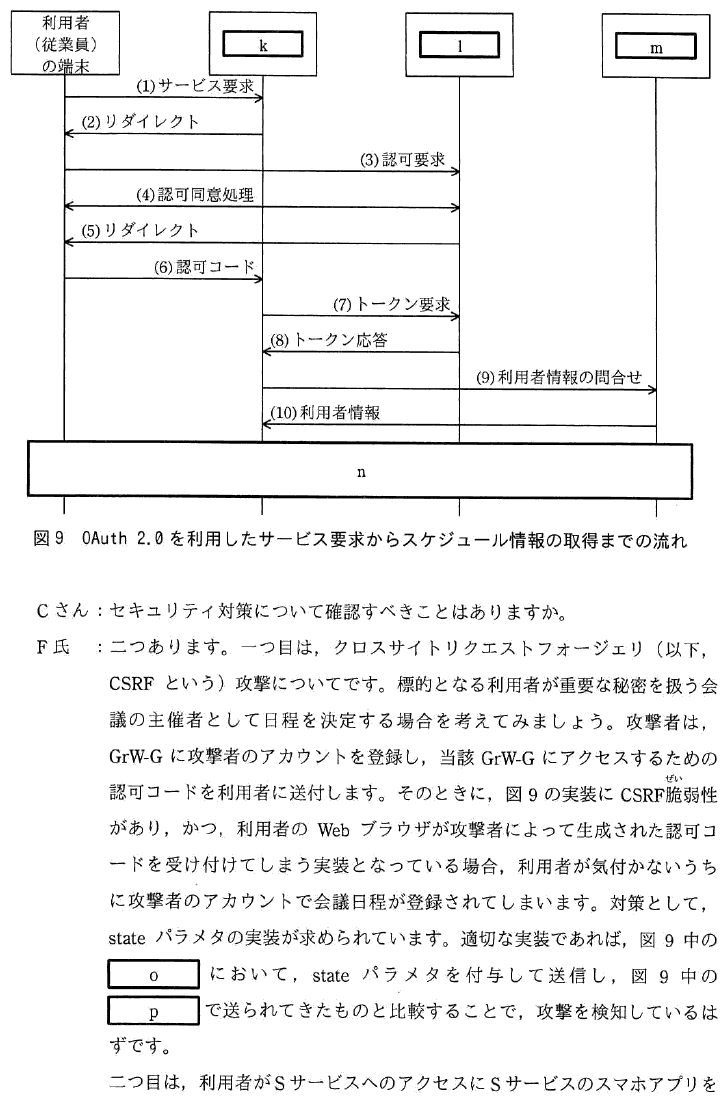 利用者
（従業員）
の端末
k
l
m
(1)サービス要求
(2)リダイレクト
(3)認可要求
(4)認可同意処理
(5)リダイレクト
(6)認可コード
(7)トークン要求
(8)トークン応答
(9)利用者情報の問合せ
(10)利用者情報
n
図9　OAuth 2.0を利用したサービス要求からスケジュール情報の取得までの流れ
Cさん：セキュリティ対策について確認すべきことはありますか。
F氏　：二つあります。一つ目は，クロスサイトリクエストフォージェリ（以下，
CSRF という）攻撃についてです。標的となる利用者が重要な秘密を扱う会
議の主催者として日程を決定する場合を考えてみましょう。攻撃者は，
GrW-G に攻撃者のアカウントを登録し，当該 GrW-G にアクセスするための
認可コードを利用者に送付します。そのときに，図9の実装にCSRF脆弱性
ぜい
があり，かつ，利用者の Web ブラウザが攻撃者によって生成された認可コ
ードを受け付けてしまう実装となっている場合，利用者が気付かないうち
に攻撃者のアカウントで会議日程が登録されてしまいます。対策として，
state パラメタの実装が求められています。適切な実装であれば，図9中の
o において，state パラメタを付与して送信し，図9中の
p で送られてきたものと比較することで，攻撃を検知しているは
ずです。
二つ目は，利用者がSサービスへのアクセスにSサービスのスマホアプリを